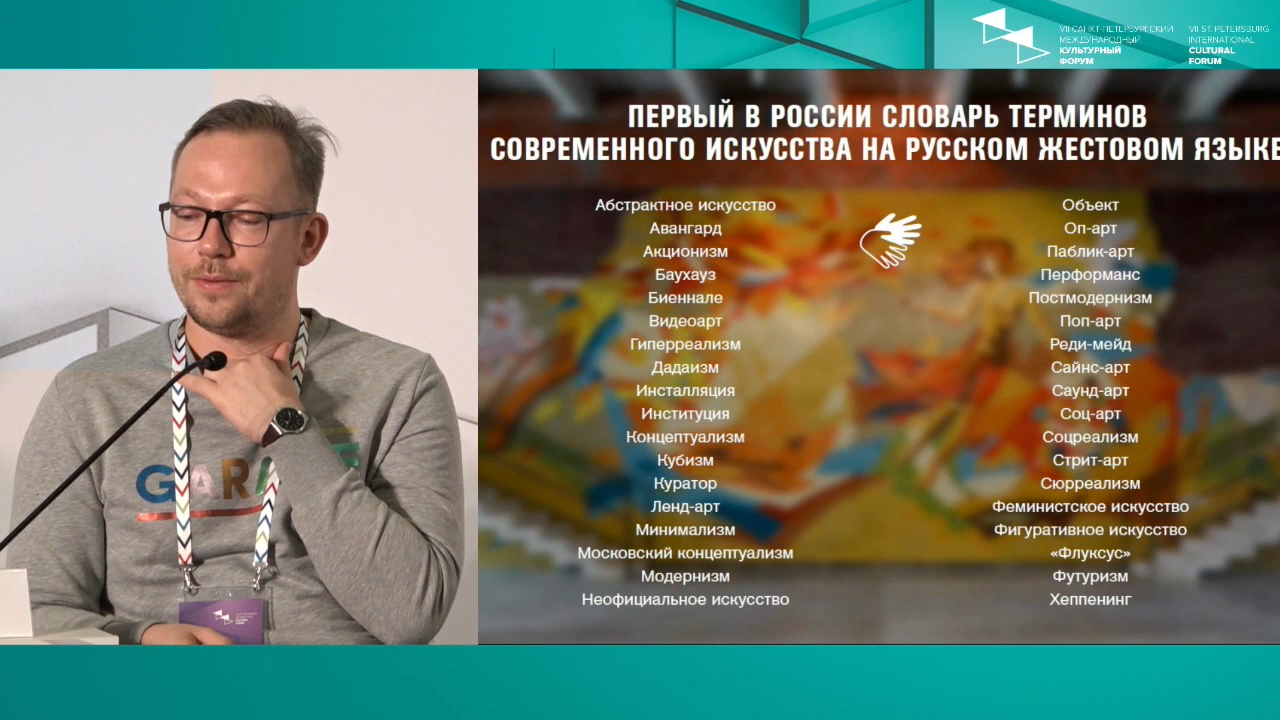 VII САНКТ-ПЕТЕРБУРГСКИЙ
МЕЖДУНАРОДНЫЙ
КУЛЬТУРНЫЙ
ФОРУМ
VII ST. PETERSBURG
INTERNATIONAL
CULTURAL
FORUM
ПЕРВЫЙ В РОССИИ СЛОВАРЬ ТЕРМИНОВ
СОВРЕМЕННОГО ИСКУССТВА НА РУССКОМ ЖЕСТОВОМ ЯЗЫКЕ
Абстрактное искусство
Авангард
Акционизм
Баухауз
Биеннале
Видеоарт
Гиперреализм
Дадаизм
Инсталляция
Институция
Концептуализм
Кубизм
Куратор
Ленд-арт
Минимализм
Московский концептуализм
Модернизм
Неофициальное искусство
Объект
Оп-арт
Паблик-арт
Перформанс
Постмодернизм
Поп-арт
Реди-мейд
Сайнс-арт
Саунд-арт
Соц-арт
Соцреализм
Стрит-арт
Сюрреализм
Феминистское искусство
Фигуративное искусство
«Флуксус»
Футуризм
Хеппенинг
GARA